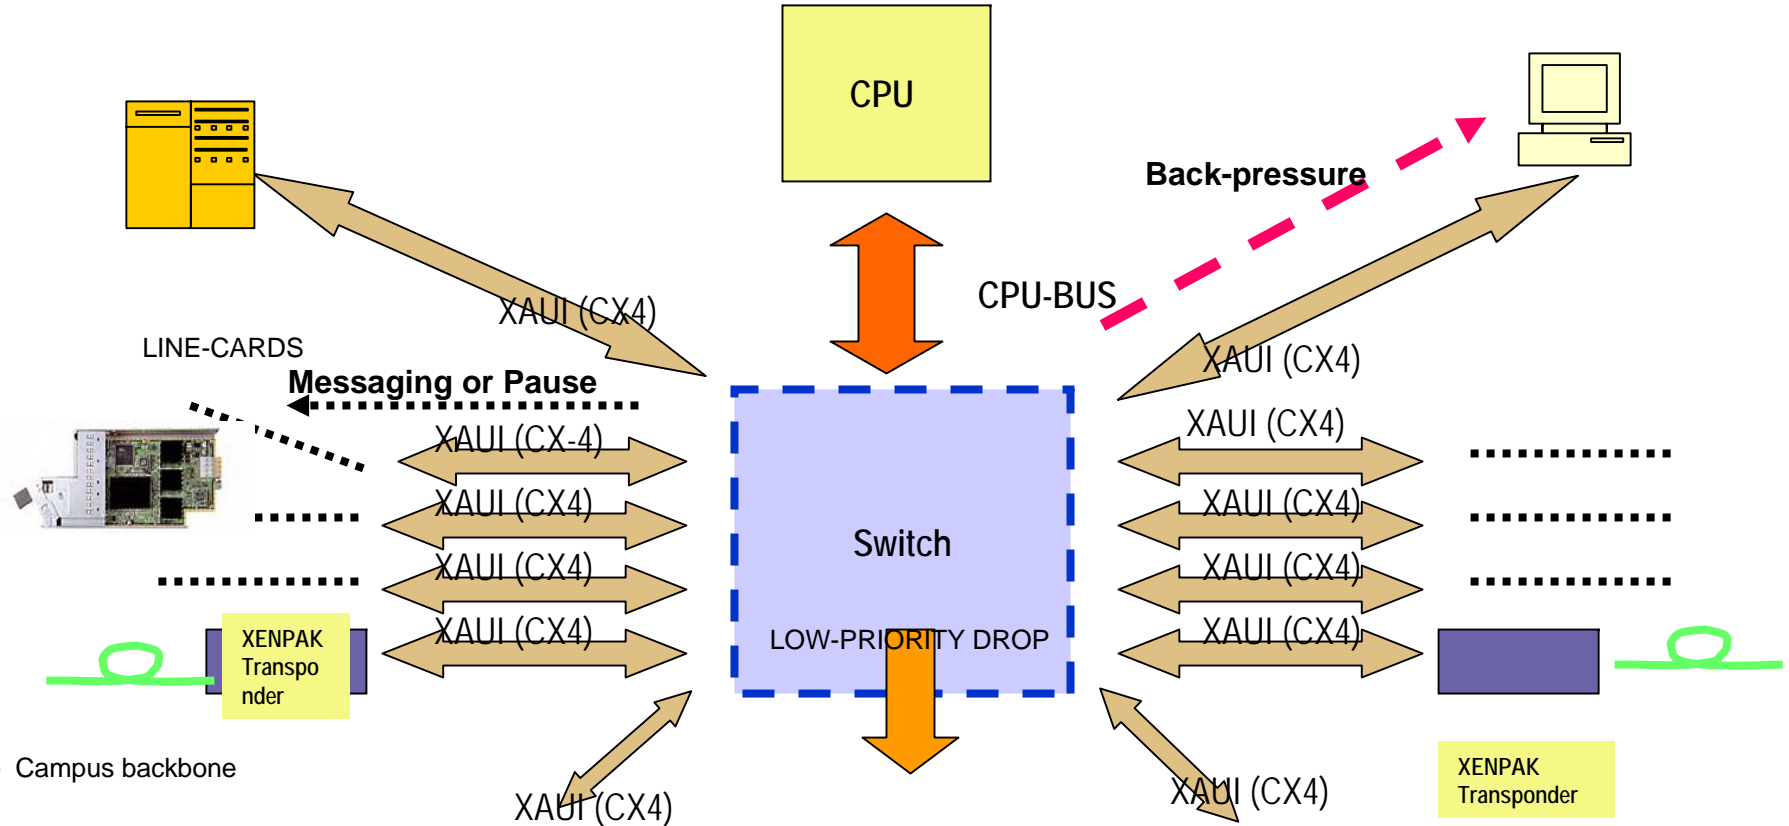 CPU
Back-pressure
CPU-BUS
XAUI (CX4)
LINE-CARDS
XAUI (CX4)
Messaging or Pause
XAUI (CX-4)
XAUI (CX4)
XAUI (CX4)
XAUI (CX4)
Switch
XAUI (CX4)
XAUI (CX4)
XAUI (CX4)
XAUI (CX4)
LOW-PRIORITY DROP
XENPAK
Transpo
nder
Campus backbone
XAUI (CX4)
XAUI (CX4)
XENPAK
Transponder